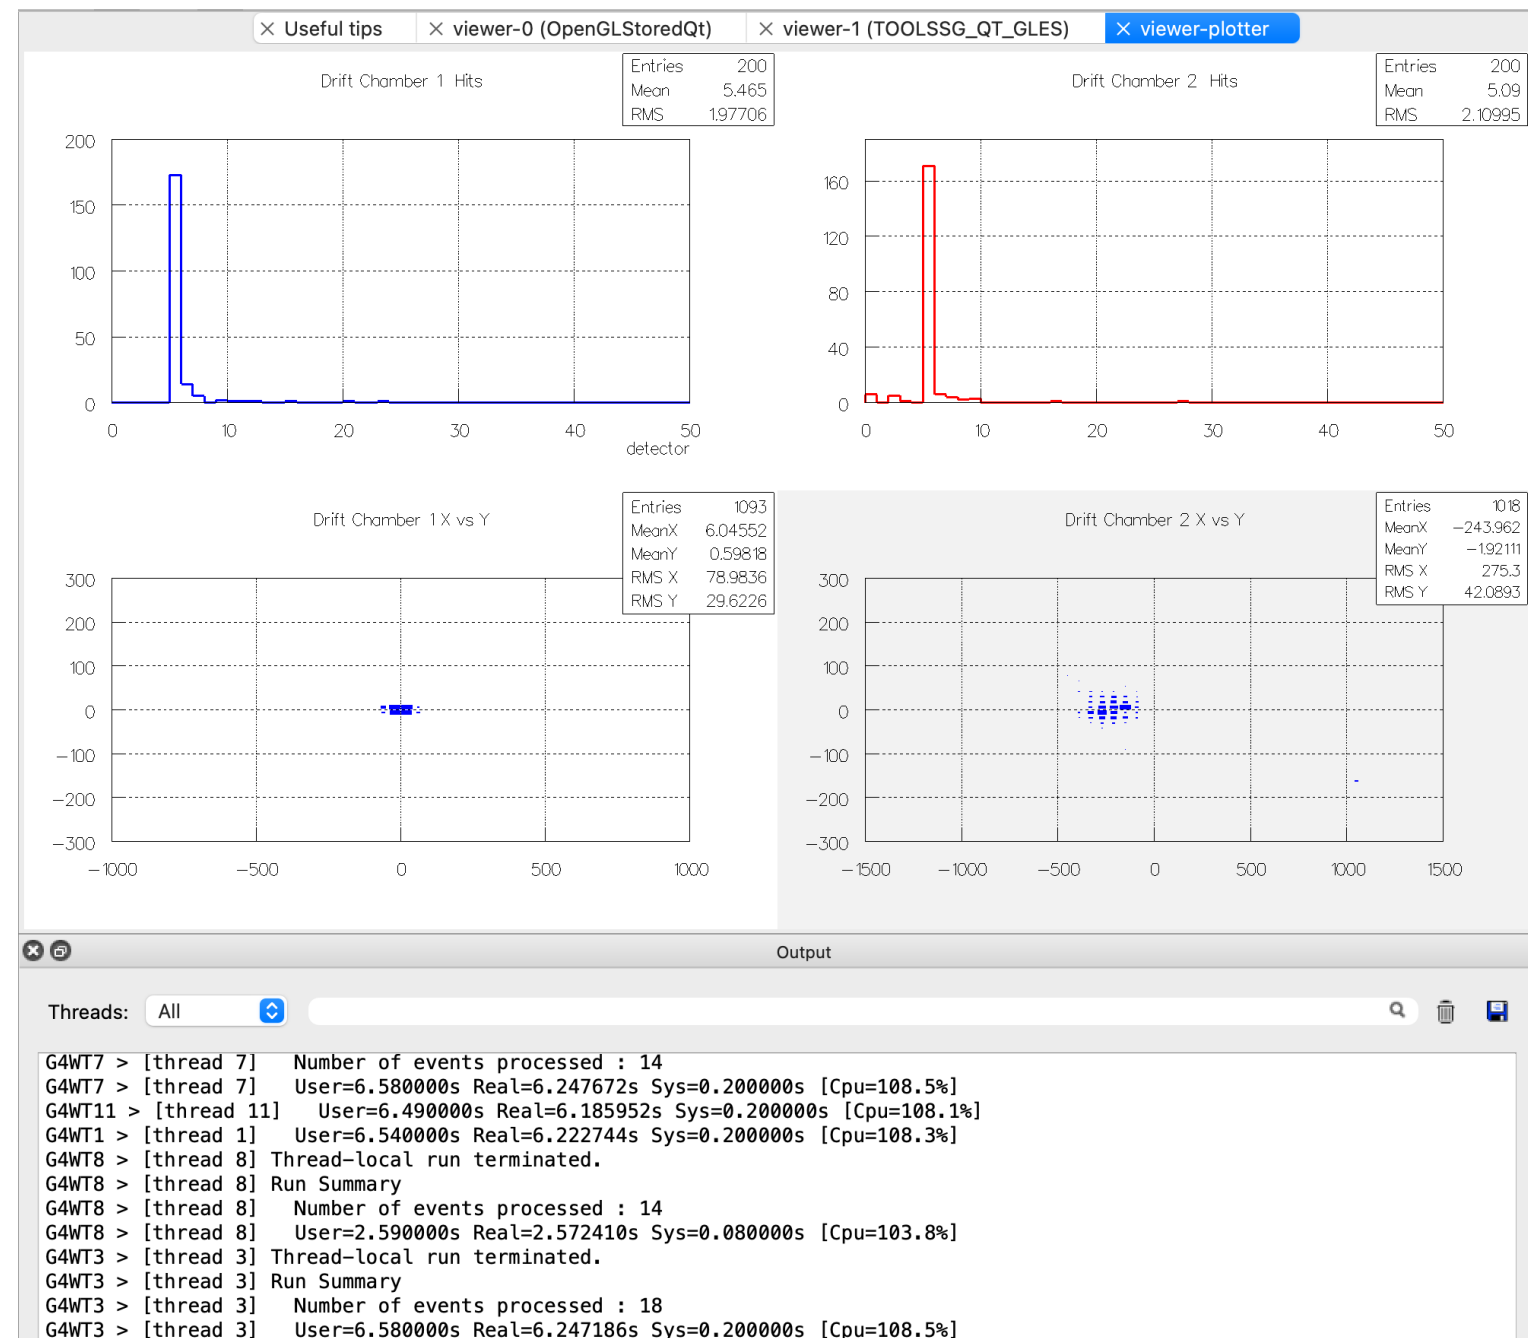 Useful tips
viewer-0 (OpenGLStoredQt)
viewer-1 (TOOLSSG_QT_GLES)
viewer-plotter
Drift Chamber 1 Hits
Entries 200
Mean 5.465
RMS 1.97706
200
150
100
50
0
0 10 20 30 40 50
detector
Drift Chamber 2 Hits
Entries 200
Mean 5.09
RMS 2.10995
160
120
80
40
0
0 10 20 30 40 50
Drift Chamber 1 X vs Y
Entries 1093
MeanX 6.04552
MeanY 0.59818
RMS X 78.9836
RMS Y 29.6226
300
200
100
0
−100
−200
−300
−1000 −500 0 500 1000
Drift Chamber 2 X vs Y
Entries 1018
MeanX −243.962
MeanY −1.92111
RMS X 275.3
RMS Y 42.0893
300
200
100
0
−100
−200
−300
−1500 −1000 −500 0 500 1000 1500
Output
Threads: All
G4WT7 > [thread 7] Number of events processed : 14
G4WT7 > [thread 7] User=6.580000s Real=6.247672s Sys=0.200000s [Cpu=108.5%]
G4WT11 > [thread 11] User=6.490000s Real=6.185952s Sys=0.200000s [Cpu=108.1%]
G4WT1 > [thread 1] User=6.540000s Real=6.222744s Sys=0.200000s [Cpu=108.3%]
G4WT8 > [thread 8] Thread-local run terminated.
G4WT8 > [thread 8] Run Summary
G4WT8 > [thread 8] Number of events processed : 14
G4WT8 > [thread 8] User=2.590000s Real=2.572410s Sys=0.080000s [Cpu=103.8%]
G4WT3 > [thread 3] Thread-local run terminated.
G4WT3 > [thread 3] Run Summary
G4WT3 > [thread 3] Number of events processed : 18
G4WT3 > [thread 3] User=6.580000s Real=6.247186s Sys=0.200000s [Cpu=108.5%]